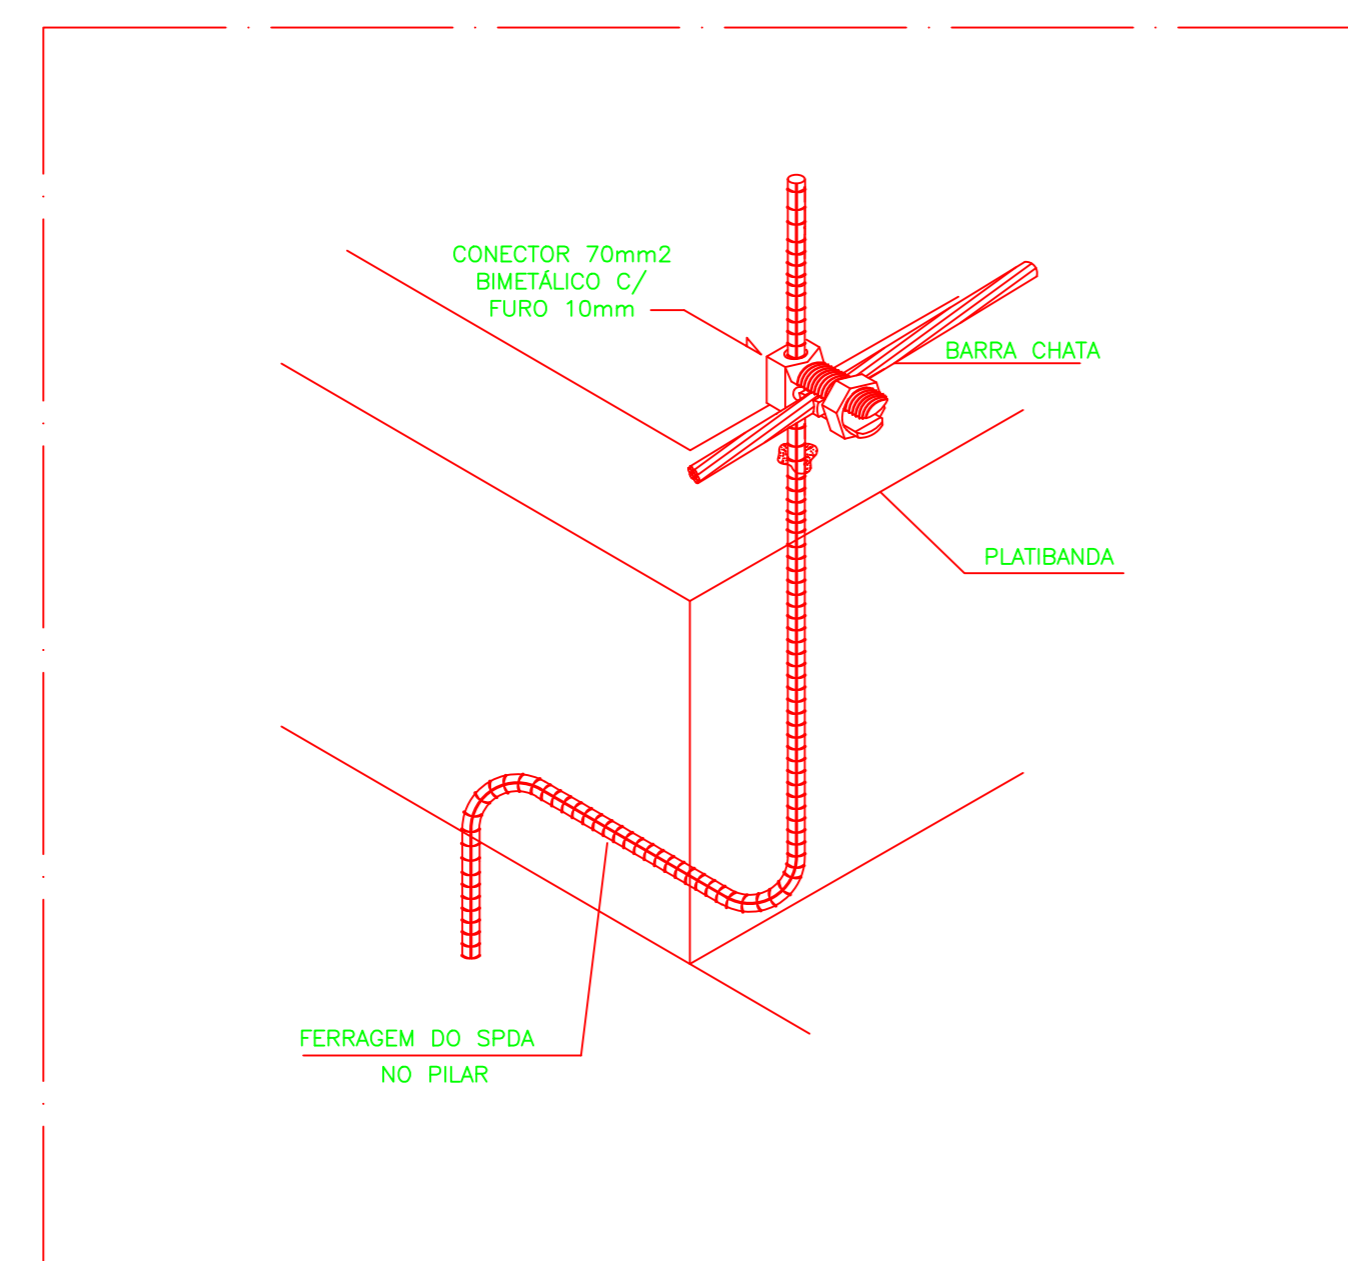 CONECTOR 70mm2
BIMETÁLICO C/
FURO 10mm
BARRA CHATA
PLATIBANDA
FERRAGEM DO SPDA
NO PILAR